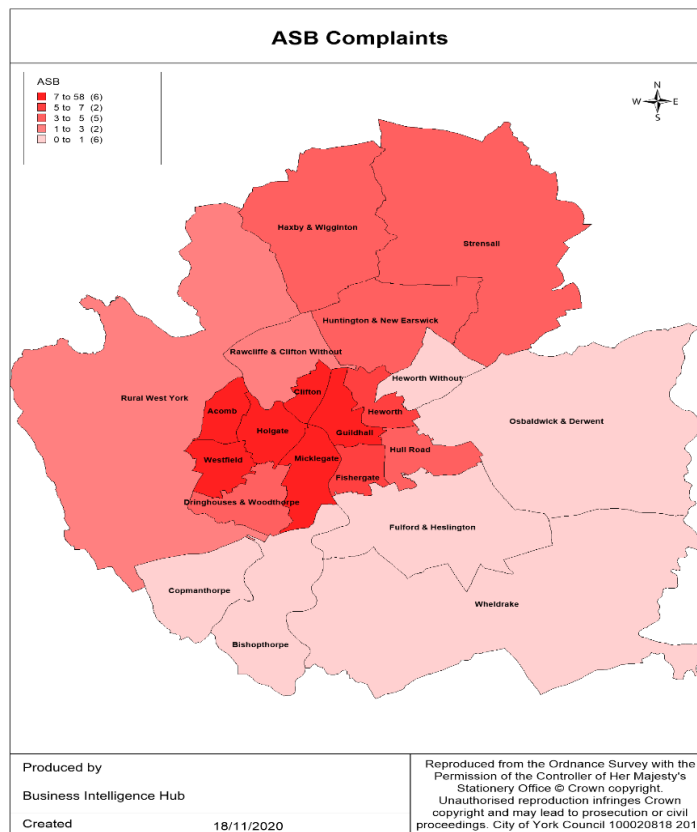 ASB Complaints
ASB
7 to 58 (6)
5 to 7 (2)
3 to 5 (5)
1 to 3 (2)
0 to 1 (6)
N
W E
S
Haxby & Wigginton
Strensall
Huntington & New Earswick
Rawcliffe & Clifton Without
Heworth Without
Rural West York
Clifton
Acomb
Heworth
Osbaldwick & Derwent
Holgate
Guildhall
Hull Road
Westfield
Micklegate
Fishergate
Dringhouses & Woodthorpe
Fulford & Heslington
Copmanthorpe
Wheldrake
Bishopthorpe
Produced by
Business Intelligence Hub
Created 18/11/2020
Reproduced from the Ordnance Survey with the
Permission of the Controller of Her Majesty's
Stationery Office © Crown copyright.
Unauthorised reproduction infringes Crown
copyright and may lead to prosecution or civil
proceedings. City of York Council 100020818 201